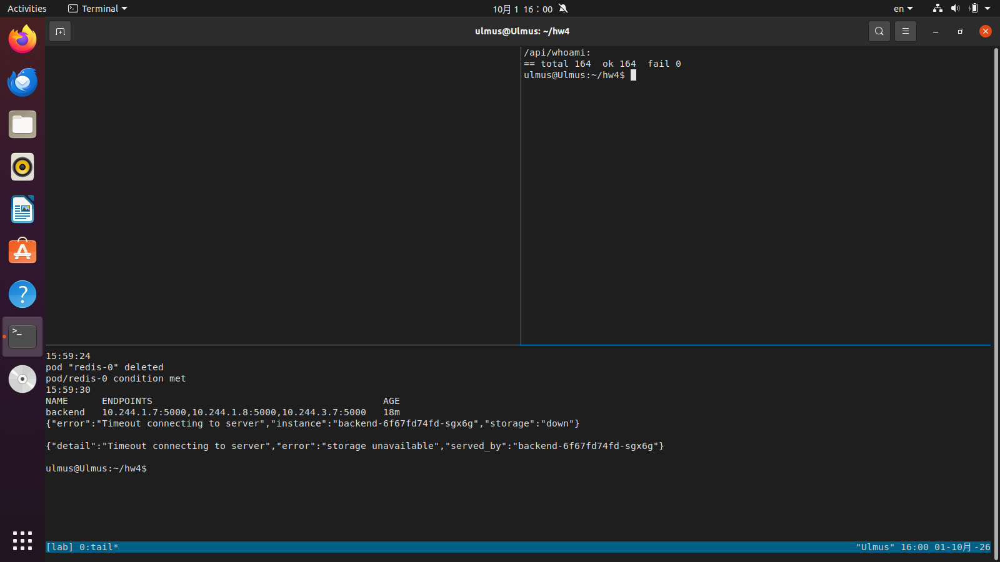 Activities
Terminal
10月 1 16：00
en
ulmus@Ulmus: ~/hw4
/api/whoami:
== total 164  ok 164  fail 0
ulmus@Ulmus:~/hw4$
15:59:24
pod "redis-0" deleted
pod/redis-0 condition met
15:59:30
NAME      ENDPOINTS                                         AGE
backend   10.244.1.7:5000,10.244.1.8:5000,10.244.3.7:5000   18m
{"error":"Timeout connecting to server","instance":"backend-6f67fd74fd-sgx6g","storage":"down"}
{"detail":"Timeout connecting to server","error":"storage unavailable","served_by":"backend-6f67fd74fd-sgx6g"}
ulmus@Ulmus:~/hw4$
[lab] 0:tail*
"Ulmus" 16:00 01-10月-26